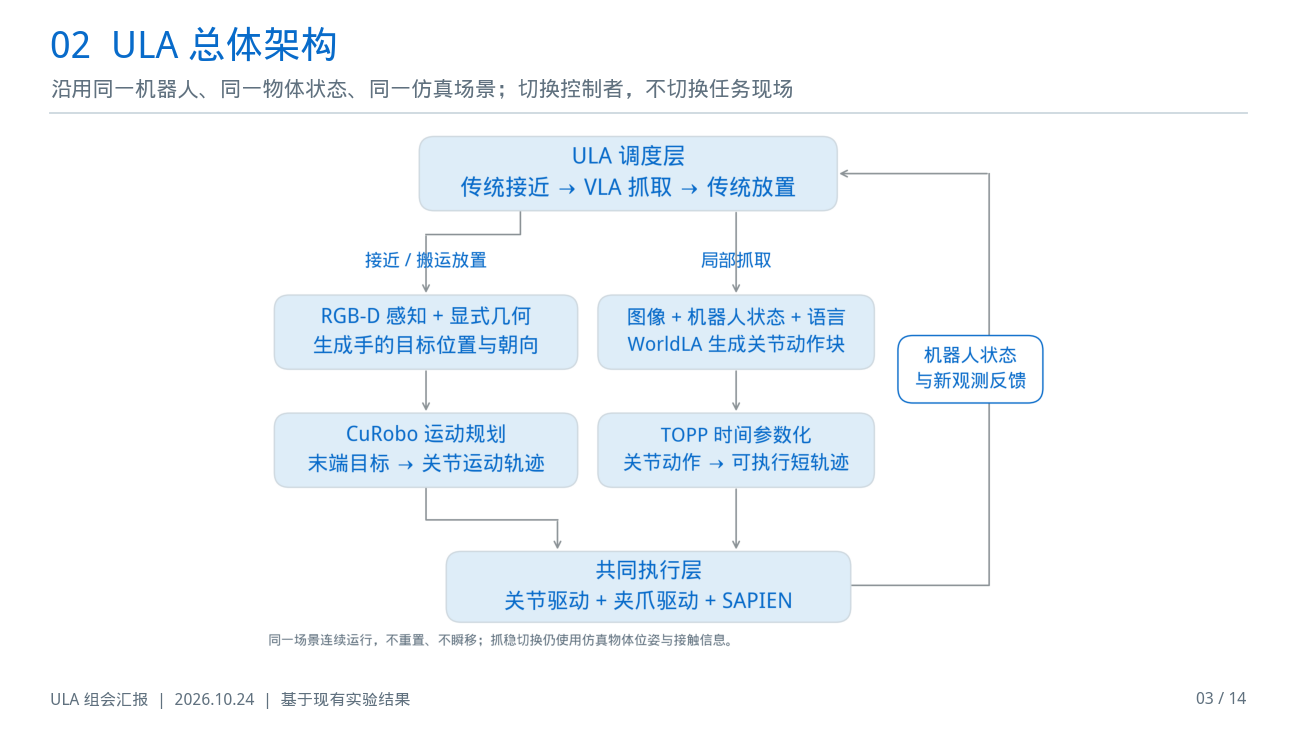 02 ULA 总体架构
沿用同一机器人、同一物体状态、同一仿真场景；切换控制者，不切换任务现场
ULA 调度层
传统接近 → VLA 抓取 → 传统放置
接近 / 搬运放置
局部抓取
RGB-D 感知 + 显式几何
生成手的目标位置与朝向
图像 + 机器人状态 + 语言
WorldLA 生成关节动作块
机器人状态
与新观测反馈
CuRobo 运动规划
末端目标 → 关节运动轨迹
TOPP 时间参数化
关节动作 → 可执行短轨迹
共同执行层
关节驱动 + 夹爪驱动 + SAPIEN
同一场景连续运行，不重置、不瞬移；抓稳切换仍使用仿真物体位姿与接触信息。
ULA 组会汇报 | 2026.10.24 | 基于现有实验结果
03 / 14